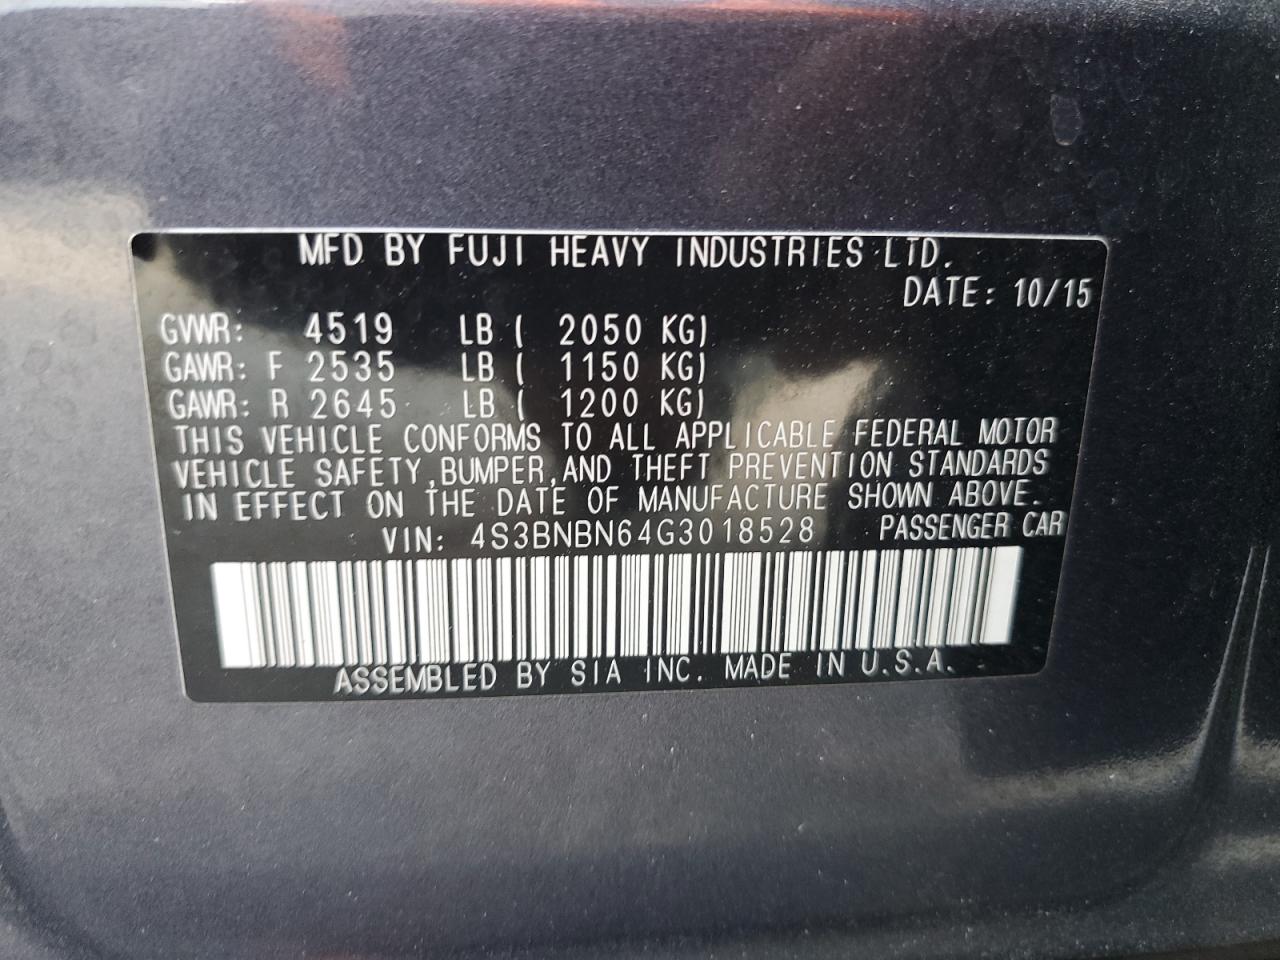 MFD BY FUJI HEAVY INDUSTRIES LTD.
DATE: 10/15
GVWR: 4519 LB ( 2050 KG)
GAWR: F 2535 LB ( 1150 KG)
GAWR: R 2645 LB ( 1200 KG)
THIS VEHICLE CONFORMS TO ALL APPLICABLE FEDERAL MOTOR
VEHICLE SAFETY,BUMPER,AND THEFT PREVENTION STANDARDS
IN EFFECT ON THE DATE OF MANUFACTURE SHOWN ABOVE.
VIN: 4S3BNBN64G3018528 PASSENGER CAR
ASSEMBLED BY SIA INC. MADE IN U.S.A.